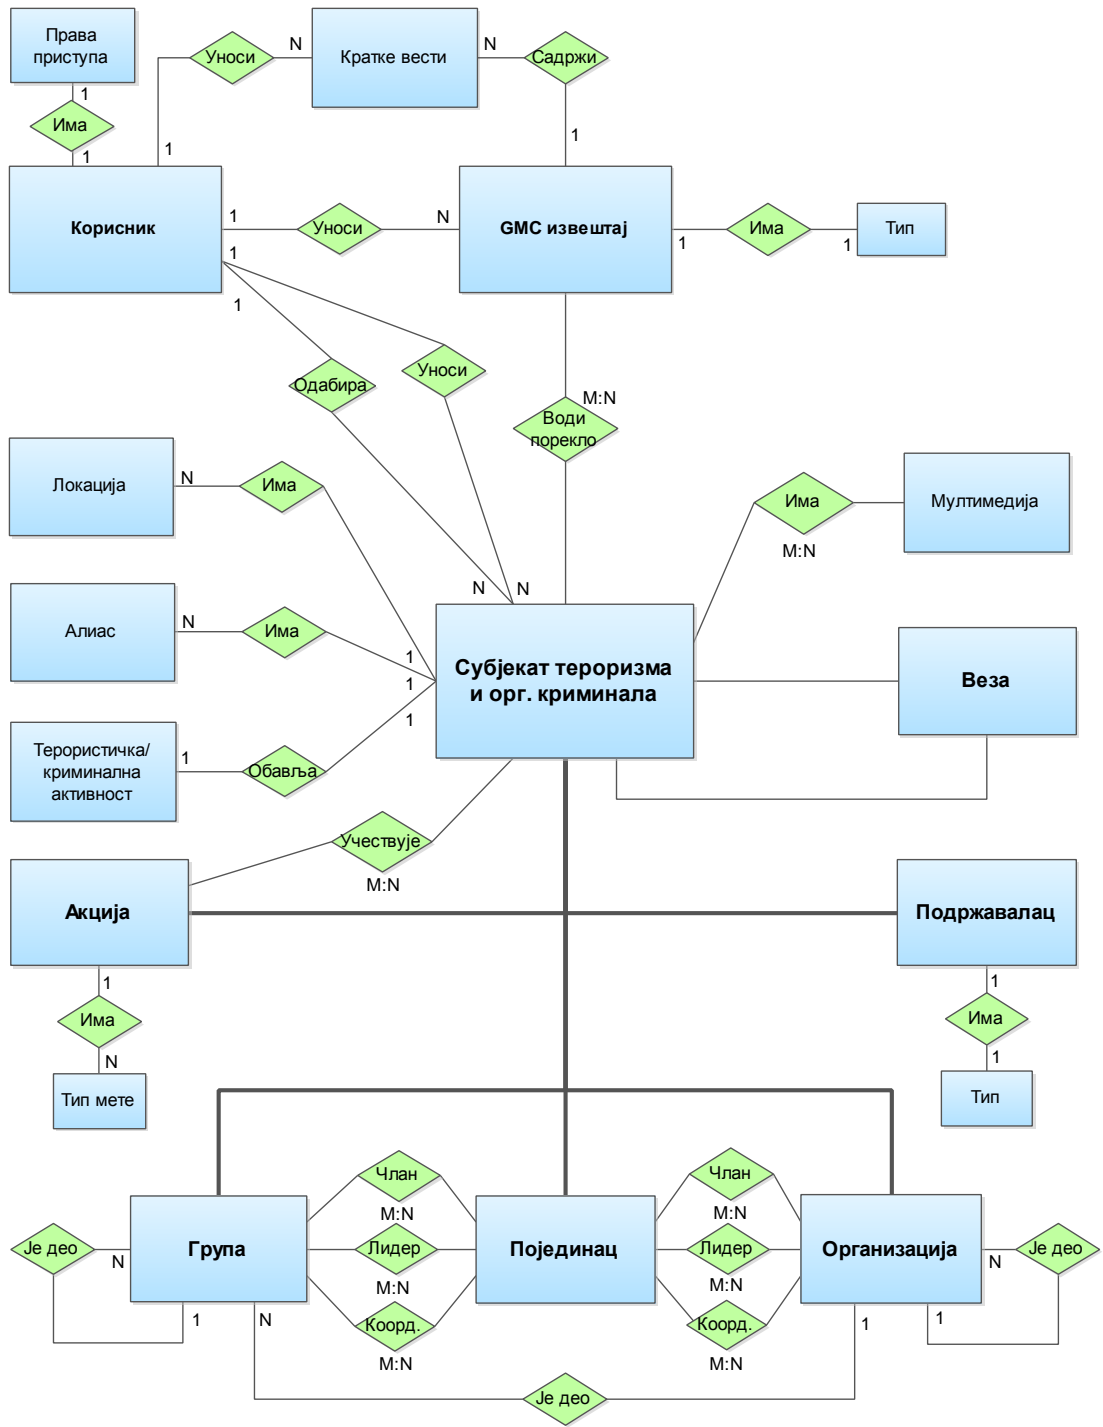 Права
приступа
1
Има
1
Уноси
N
Кратке вести
N
Садржи
1
1
Корисник
1
Уноси
N
GMC извештај
1
Има
1
Тип
1
1
Одабира
Уноси
M:N
Води
порекло
Локација
N
Има
Има
M:N
Мултимедија
N
N
Алиас
N
Има
1
1
1
Субјекат тероризма
и орг. криминала
Веза
Терористичка/
криминална
активност
1
Обавља
Учествује
M:N
Акција
Подржавалац
1
Има
N
Тип мете
1
Има
1
Тип
Члан
M:N
Члан
M:N
Је део
N
Група
Лидер
M:N
Појединац
Лидер
M:N
Организација
N
Је део
1
N
Коорд.
M:N
Коорд.
M:N
1
1
Је део